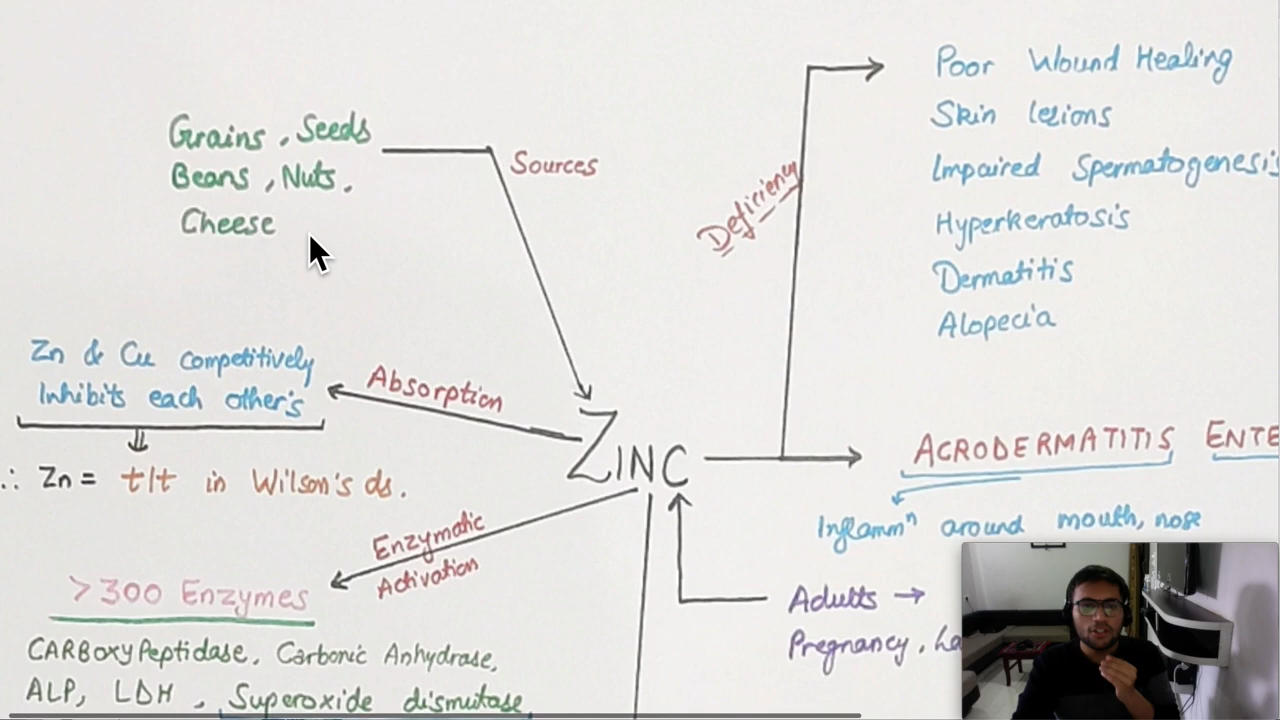 Grains, Seeds
Beans, Nuts.
Cheese
Sources
Deficiency
Poor Wound Healing
Skin lesions
Impaired Spermatogenesis
Hyperkeratosis
Dermatitis
Alopecia
Zn & Cu competitively
Inhibits each other's
Absorption
∴ Zn = t/t in Wilson's ds.
ZINC
ACRODERMATITIS ENTE
Inflammⁿ around mouth, nose
Enzymatic
Activation
>300 Enzymes
CARBoxyPeptidase, Carbonic Anhydrase,
ALP, LDH, Superoxide dismutase
Adults →
Pregnancy, La